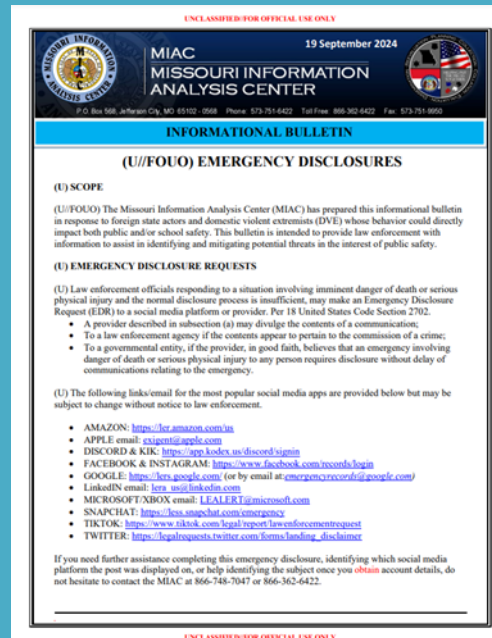 UNCLASSIFIED//FOR OFFICIAL USE ONLY
19 September 2024
MIAC
MISSOURI INFORMATION
ANALYSIS CENTER
MISSOURI INFORMATION
ANALYSIS CENTER
P.O. Box 568, Jefferson City, MO 65102 - 0568 Phone: 573-751-6422 Toll Free: 866-362-6422 Fax: 573-751-9950
INFORMATIONAL BULLETIN
(U//FOUO) EMERGENCY DISCLOSURES
(U) SCOPE
(U//FOUO) The Missouri Information Analysis Center (MIAC) has prepared this informational bulletin
in response to foreign state actors and domestic violent extremists (DVE) whose behavior could directly
impact both public and/or school safety. This bulletin is intended to provide law enforcement with
information to assist in identifying and mitigating potential threats in the interest of public safety.
(U) EMERGENCY DISCLOSURE REQUESTS
(U) Law enforcement officials responding to a situation involving imminent danger of death or serious
physical injury and the normal disclosure process is insufficient, may make an Emergency Disclosure
Request (EDR) to a social media platform or provider. Per 18 United States Code Section 2702.
• A provider described in subsection (a) may divulge the contents of a communication;
• To a law enforcement agency if the contents appear to pertain to the commission of a crime;
• To a governmental entity, if the provider, in good faith, believes that an emergency involving
danger of death or serious physical injury to any person requires disclosure without delay of
communications relating to the emergency.
(U) The following links/email for the most popular social media apps are provided below but may be
subject to change without notice to law enforcement.
• AMAZON: https://ler.amazon.com/us
• APPLE email: exigent@apple.com
• DISCORD & KIK: https://app.kodex.us/discord/signin
• FACEBOOK & INSTAGRAM: https://www.facebook.com/records/login
• GOOGLE: https://lers.google.com/ (or by email at:emergencyrecords@google.com)
• LinkedIN email: lera_us@linkedin.com
• MICROSOFT/XBOX email: LEALERT@microsoft.com
• SNAPCHAT: https://less.snapchat.com/emergency
• TIKTOK: https://www.tiktok.com/legal/report/lawenforcementrequest
• TWITTER: https://legalrequests.twitter.com/forms/landing_disclaimer
If you need further assistance completing this emergency disclosure, identifying which social media
platform the post was displayed on, or help identifying the subject once you obtain account details, do
not hesitate to contact the MIAC at 866-748-7047 or 866-362-6422.
UNCLASSIFIED//FOR OFFICIAL USE ONLY